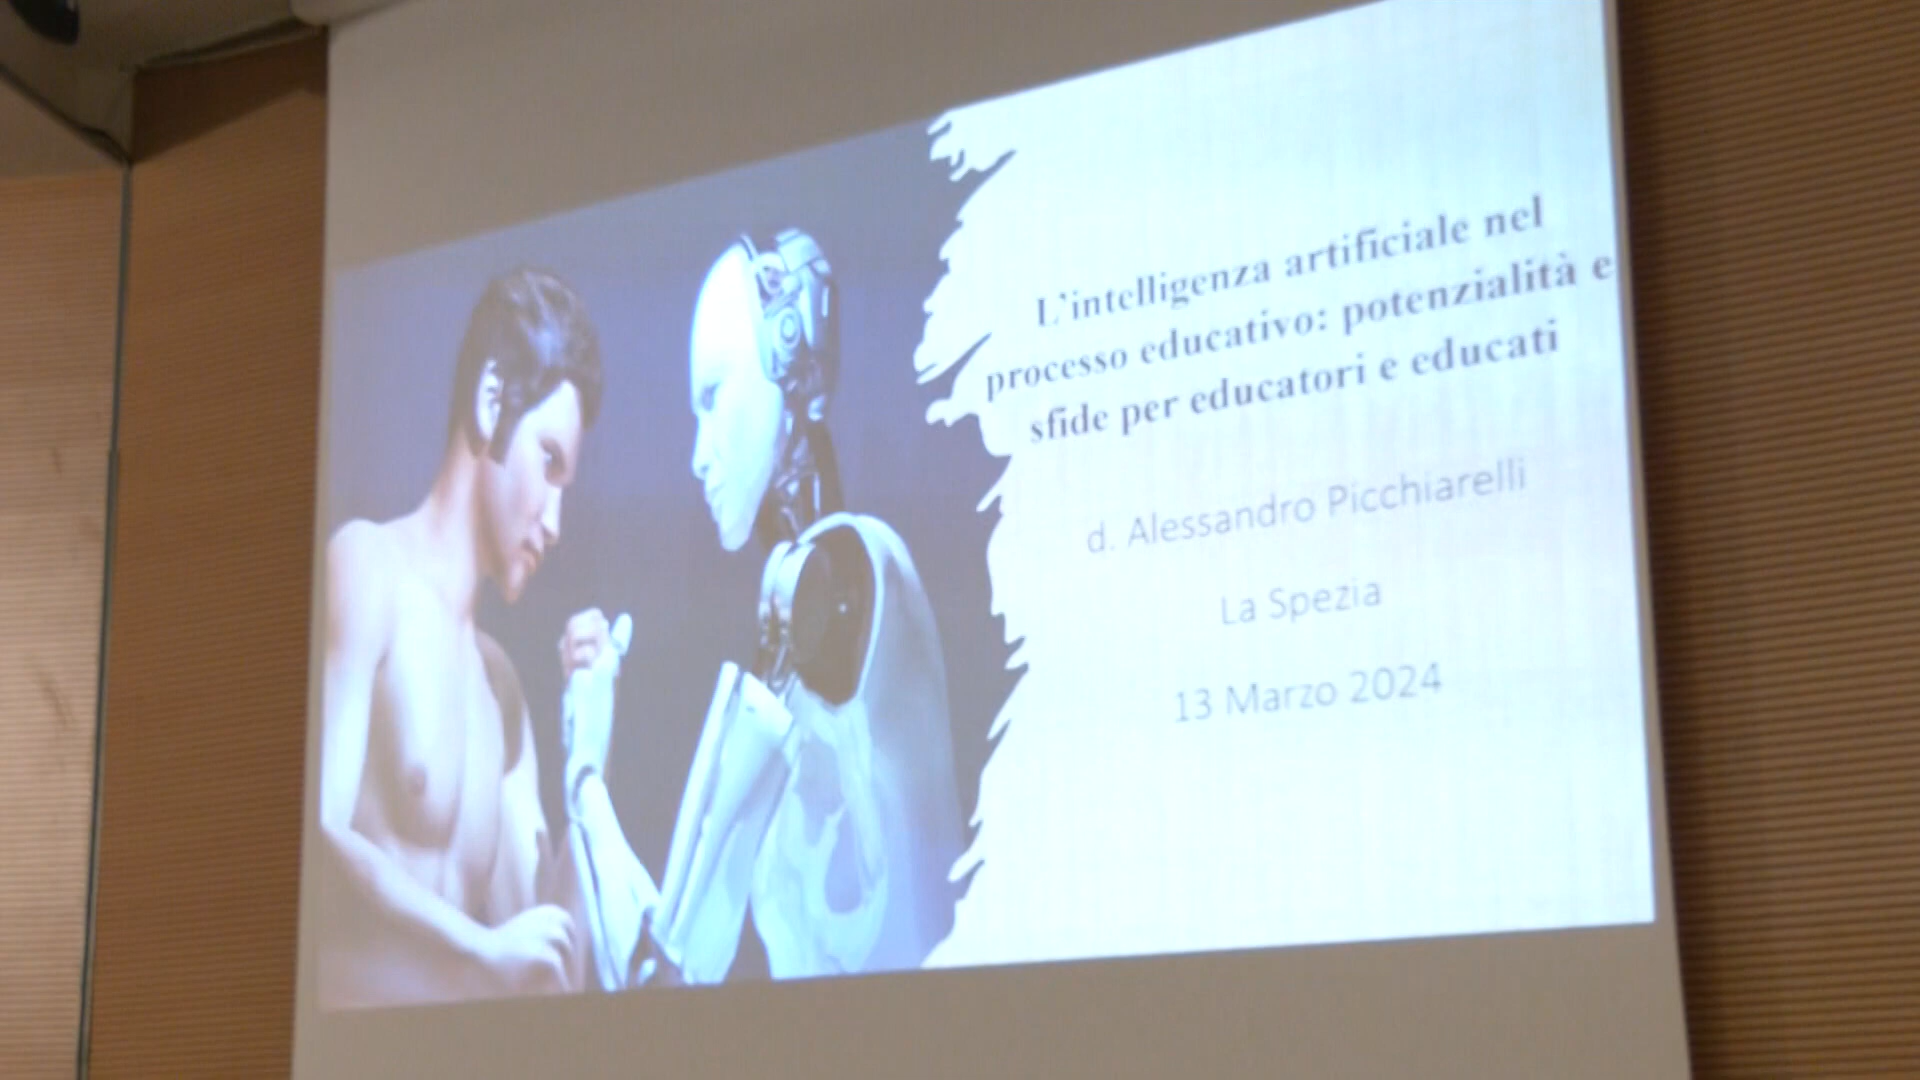 L'intelligenza artificiale nel
processo educativo: potenzialità e
sfide per educatori e educati
d. Alessandro Picchiarelli
La Spezia
13 Marzo 2024